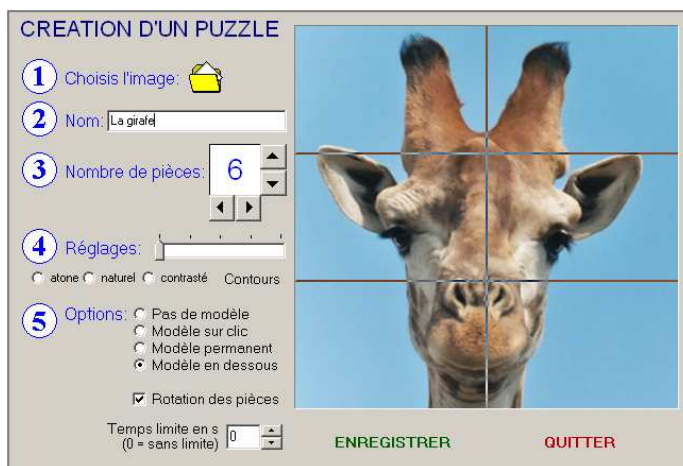 CREATION D'UN PUZZLE
1 Choisis l'image:
2 Nom: La girafe
3 Nombre de pièces: 6
4 Réglages:
atone naturel contrasté Contours
5 Options: Pas de modèle
Modèle sur clic
Modèle permanent
Modèle en dessous
Rotation des pièces
Temps limite en s
(0 = sans limite) 0
ENREGISTRER QUITTER